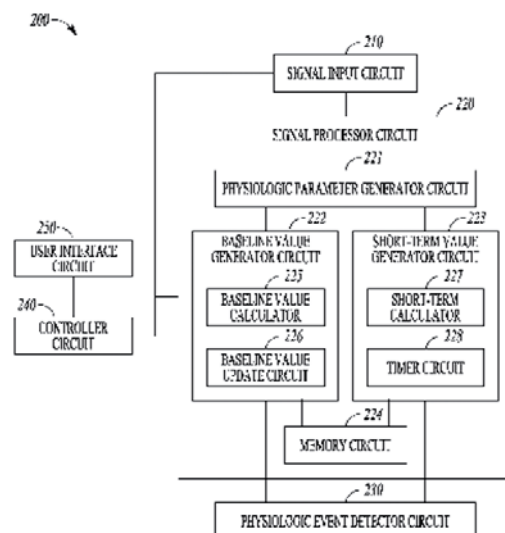 200
210
SIGNAL INPUT CIRCUIT
220
SIGNAL PROCESSOR CIRCUIT
221
PHYSIOLOGIC PARAMETER GENERATOR CIRCUIT
222
BASELINE VALUE
GENERATOR CIRCUIT
225
BASELINE VALUE
CALCULATOR
226
BASELINE VALUE
UPDATE CIRCUIT
223
SHORT-TERM VALUE
GENERATOR CIRCUIT
227
SHORT-TERM
CALCULATOR
228
TIMER CIRCUIT
250
USER INTERFACE
CIRCUIT
240
CONTROLLER
CIRCUIT
224
MEMORY CIRCUIT
230
PHYSIOLOGIC EVENT DETECTOR CIRCUIT